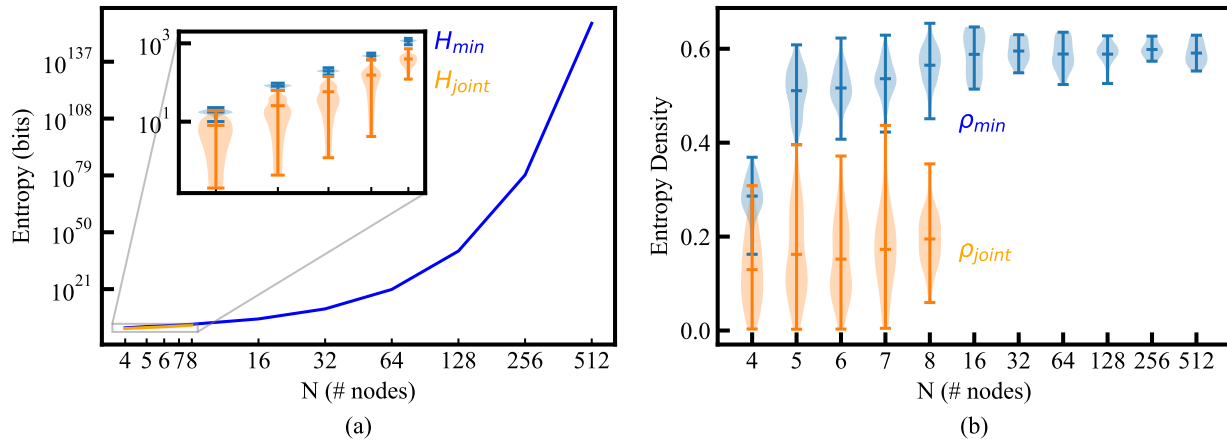 10^137
10^108
10^79
10^50
10^21
Entropy (bits)
10^3
10^1
H_min
H_joint
4 5 6 7 8 16 32 64 128 256 512
N (# nodes)
(a)
0.6
0.4
0.2
0.0
Entropy Density
ρ_min
ρ_joint
4 5 6 7 8 16 32 64 128 256 512
N (# nodes)
(b)